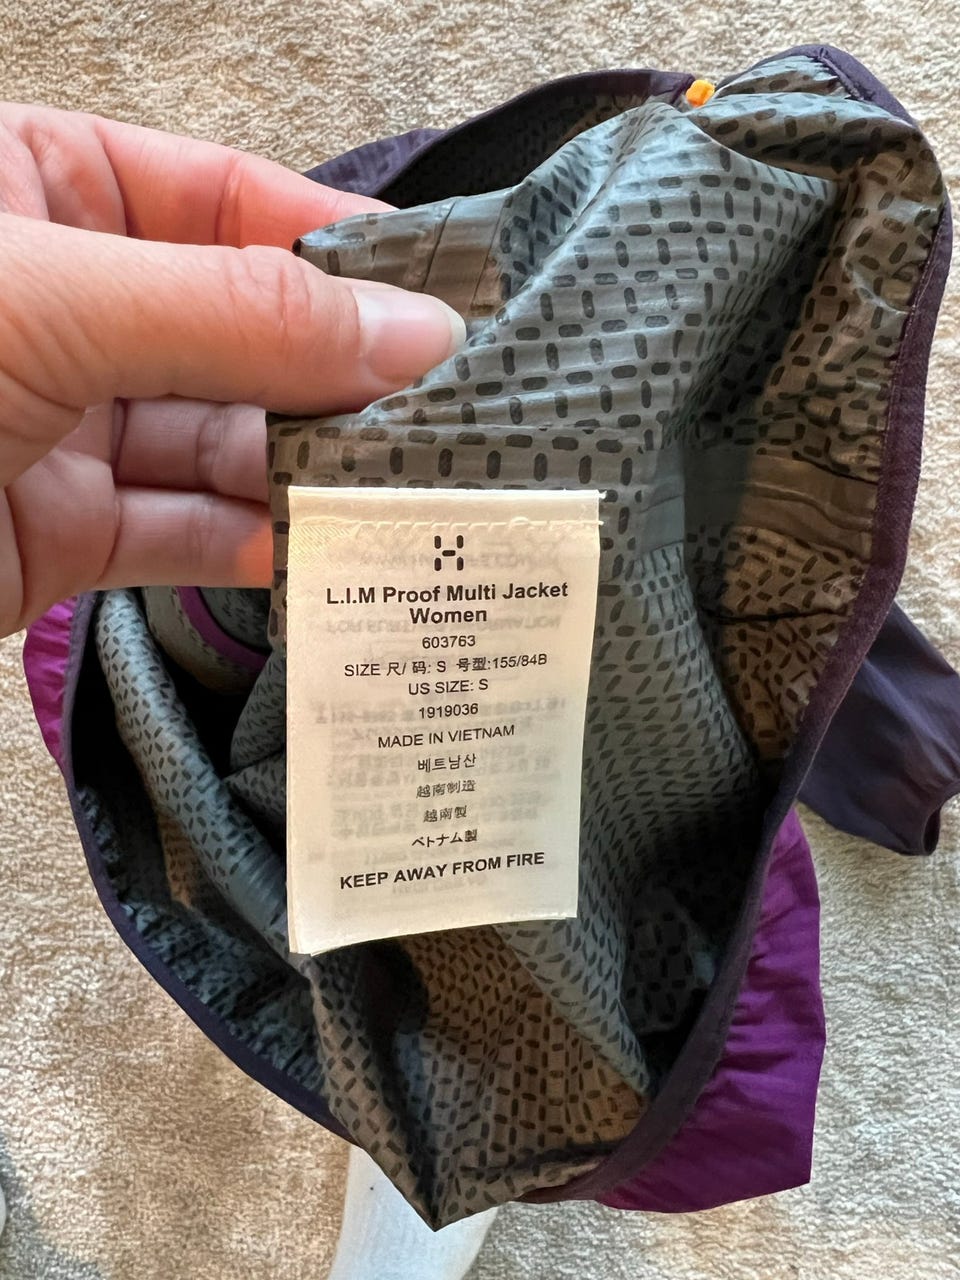 L.I.M Proof Multi Jacket
Women
603763
SIZE 尺/ 码: S 号型:155/84B
US SIZE: S
1919036
MADE IN VIETNAM
베트남산
越南制造
越南製
ベトナム製
KEEP AWAY FROM FIRE